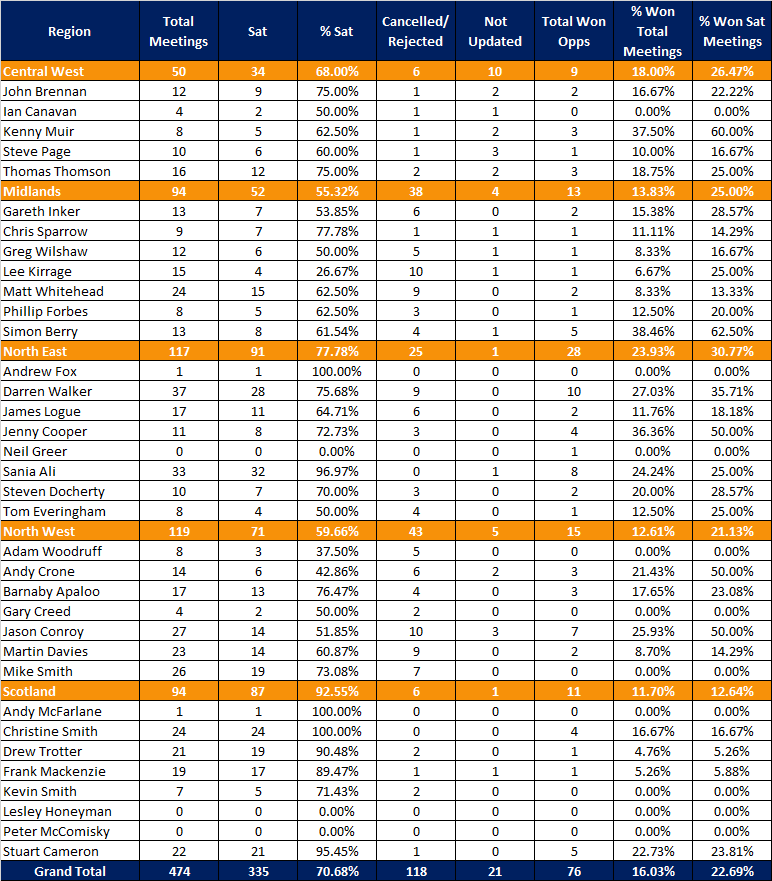 Region Total Meetings Sat % Sat Cancelled/ Rejected Not Updated Total Won Opps % Won Total Meetings % Won Sat Meetings
Central West 50 34 68.00% 6 10 9 18.00% 26.47%
John Brennan 12 9 75.00% 1 2 2 16.67% 22.22%
Ian Canavan 4 2 50.00% 1 1 0 0.00% 0.00%
Kenny Muir 8 5 62.50% 1 2 3 37.50% 60.00%
Steve Page 10 6 60.00% 1 3 1 10.00% 16.67%
Thomas Thomson 16 12 75.00% 2 2 3 18.75% 25.00%
Midlands 94 52 55.32% 38 4 13 13.83% 25.00%
Gareth Inker 13 7 53.85% 6 0 2 15.38% 28.57%
Chris Sparrow 9 7 77.78% 1 1 1 11.11% 14.29%
Greg Wilshaw 12 6 50.00% 5 1 1 8.33% 16.67%
Lee Kirrage 15 4 26.67% 10 1 1 6.67% 25.00%
Matt Whitehead 24 15 62.50% 9 0 2 8.33% 13.33%
Phillip Forbes 8 5 62.50% 3 0 1 12.50% 20.00%
Simon Berry 13 8 61.54% 4 1 5 38.46% 62.50%
North East 117 91 77.78% 25 1 28 23.93% 30.77%
Andrew Fox 1 1 100.00% 0 0 0 0.00% 0.00%
Darren Walker 37 28 75.68% 9 0 10 27.03% 35.71%
James Logue 17 11 64.71% 6 0 2 11.76% 18.18%
Jenny Cooper 11 8 72.73% 3 0 4 36.36% 50.00%
Neil Greer 0 0 0.00% 0 0 1 0.00% 0.00%
Sania Ali 33 32 96.97% 0 1 8 24.24% 25.00%
Steven Docherty 10 7 70.00% 3 0 2 20.00% 28.57%
Tom Everingham 8 4 50.00% 4 0 1 12.50% 25.00%
North West 119 71 59.66% 43 5 15 12.61% 21.13%
Adam Woodruff 8 3 37.50% 5 0 0 0.00% 0.00%
Andy Crone 14 6 42.86% 6 2 3 21.43% 50.00%
Barnaby Apaloo 17 13 76.47% 4 0 3 17.65% 23.08%
Gary Creed 4 2 50.00% 2 0 0 0.00% 0.00%
Jason Conroy 27 14 51.85% 10 3 7 25.93% 50.00%
Martin Davies 23 14 60.87% 9 0 2 8.70% 14.29%
Mike Smith 26 19 73.08% 7 0 0 0.00% 0.00%
Scotland 94 87 92.55% 6 1 11 11.70% 12.64%
Andy McFarlane 1 1 100.00% 0 0 0 0.00% 0.00%
Christine Smith 24 24 100.00% 0 0 4 16.67% 16.67%
Drew Trotter 21 19 90.48% 2 0 1 4.76% 5.26%
Frank Mackenzie 19 17 89.47% 1 1 1 5.26% 5.88%
Kevin Smith 7 5 71.43% 2 0 0 0.00% 0.00%
Lesley Honeyman 0 0 0.00% 0 0 0 0.00% 0.00%
Peter McComisky 0 0 0.00% 0 0 0 0.00% 0.00%
Stuart Cameron 22 21 95.45% 1 0 5 22.73% 23.81%
Grand Total 474 335 70.68% 118 21 76 16.03% 22.69%